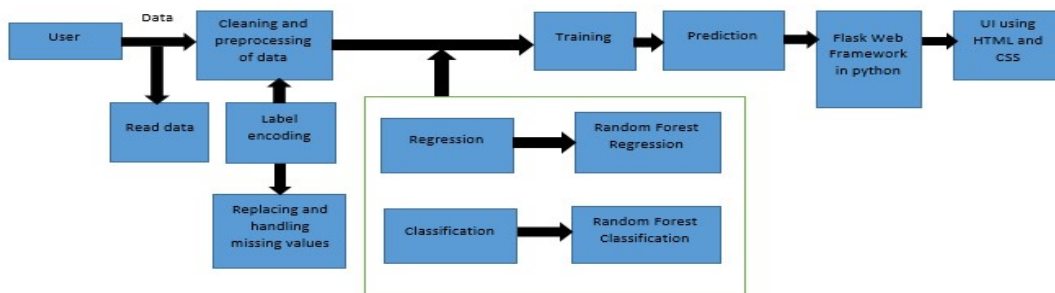 Data
User
Cleaning and
preprocessing
of data
Training
Prediction
Flask Web
Framework
in python
UI using
HTML and
CSS
Read data
Label
encoding
Replacing and
handling
missing values
Regression
Random Forest
Regression
Classification
Random Forest
Classification